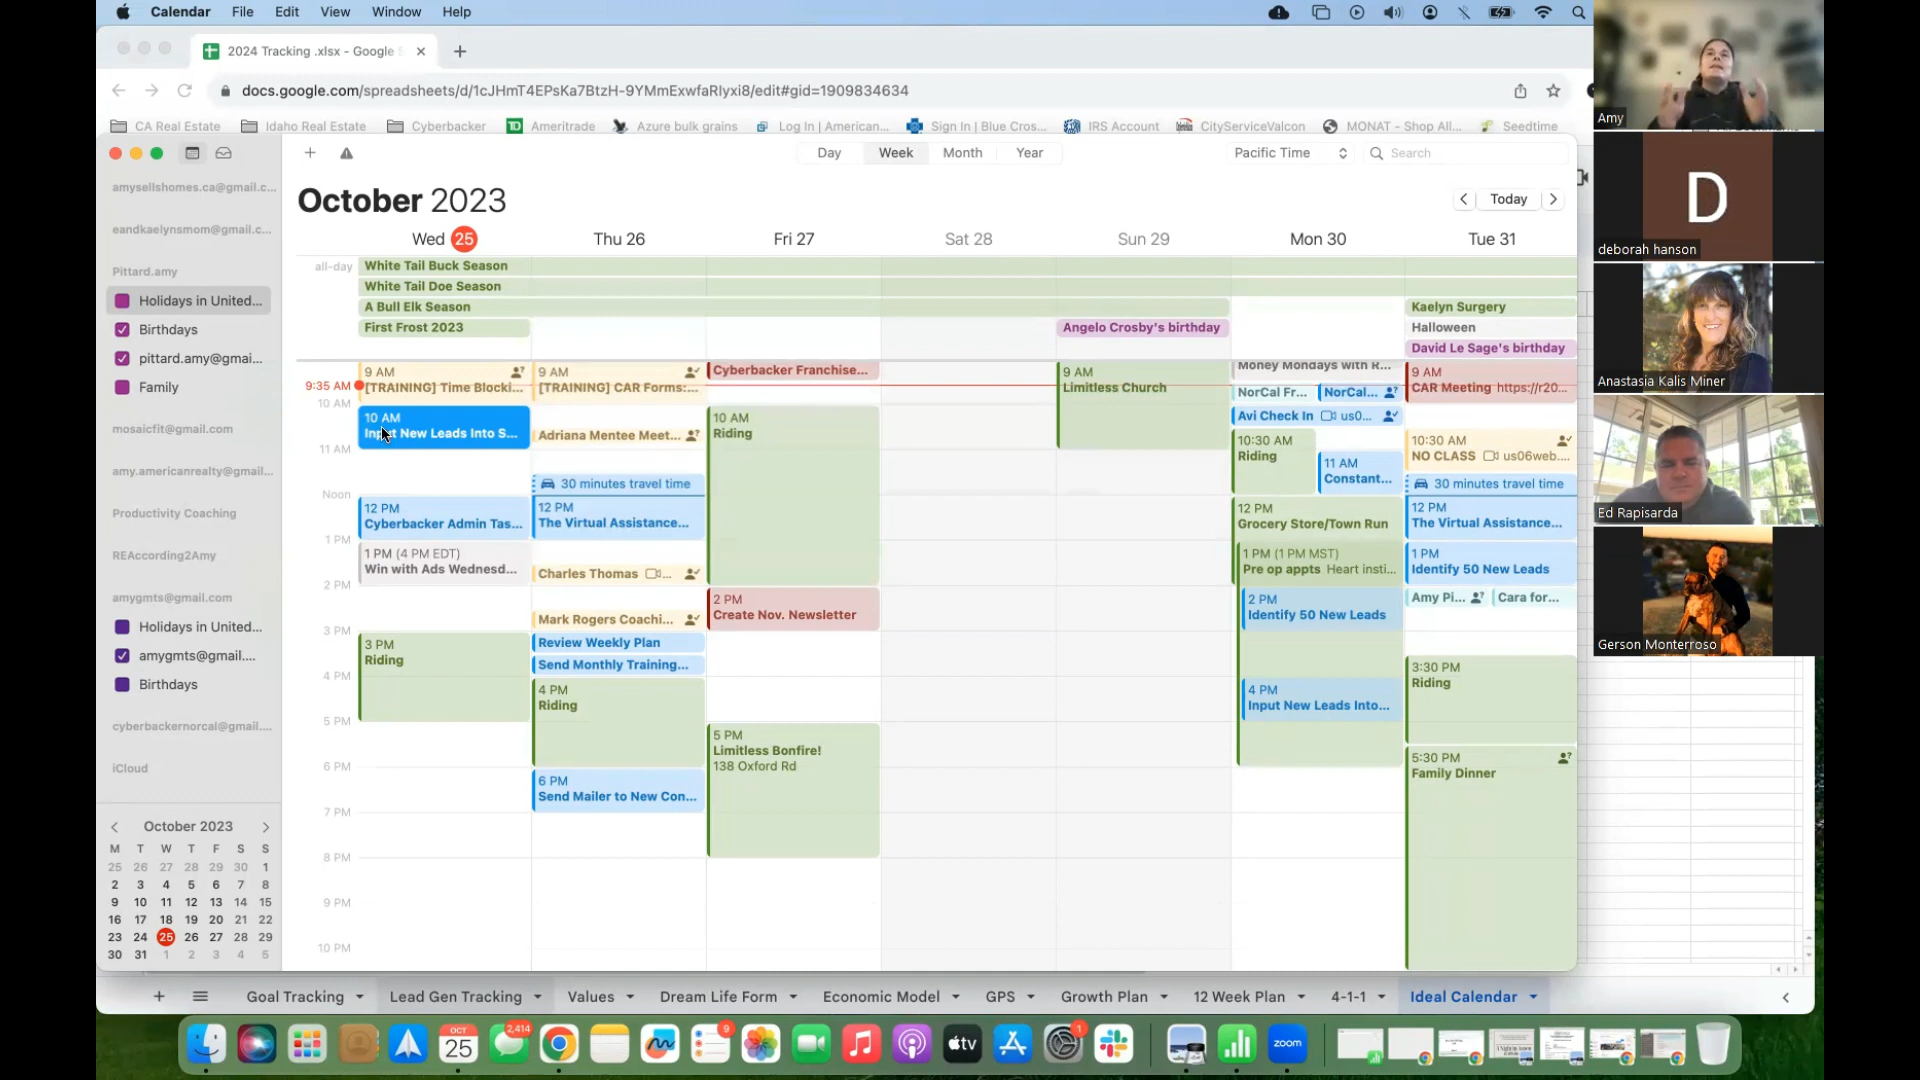 Calendar File Edit View Window Help
2024 Tracking .xlsx - Google S
docs.google.com/spreadsheets/d/1cJHmT4EPsKa7BtzH-9YMmExwfaRlyxi8/edit#gid=1909834634
CA Real Estate Idaho Real Estate Cyberbacker Ameritrade Azure bulk grains Log In | American... Sign In | Blue Cros... IRS Account CityServiceValcon MONAT - Shop All... Seedtime
Day Week Month Year Pacific Time Search
October 2023
Today
Wed 25 Thu 26 Fri 27 Sat 28 Sun 29 Mon 30 Tue 31
all-day
White Tail Buck Season
White Tail Doe Season
A Bull Elk Season
First Frost 2023
Angelo Crosby's birthday
Kaelyn Surgery
Halloween
David Le Sage's birthday
9:35 AM
10 AM
11 AM
Noon
1 PM
2 PM
3 PM
4 PM
5 PM
6 PM
7 PM
8 PM
9 PM
10 PM
9 AM
[TRAINING] Time Blocki...
10 AM
Input New Leads Into S...
12 PM
Cyberbacker Admin Tas...
1 PM (4 PM EDT)
Win with Ads Wednesd...
3 PM
Riding
9 AM
[TRAINING] CAR Forms:...
Adriana Mentee Meet...
30 minutes travel time
12 PM
The Virtual Assistance...
Charles Thomas
Mark Rogers Coachi...
Review Weekly Plan
Send Monthly Training...
4 PM
Riding
6 PM
Send Mailer to New Con...
Cyberbacker Franchise...
10 AM
Riding
2 PM
Create Nov. Newsletter
5 PM
Limitless Bonfire!
138 Oxford Rd
9 AM
Limitless Church
Money Mondays with R...
NorCal Fr... NorCal...
Avi Check In us0...
10:30 AM
Riding
11 AM
Constant...
12 PM
Grocery Store/Town Run
1 PM (1 PM MST)
Pre op appts Heart insti...
2 PM
Identify 50 New Leads
4 PM
Input New Leads Into...
9 AM
CAR Meeting https://r20...
10:30 AM
NO CLASS us06web....
30 minutes travel time
12 PM
The Virtual Assistance...
1 PM
Identify 50 New Leads
Amy Pi... Cara for...
3:30 PM
Riding
5:30 PM
Family Dinner
amysellshomes.ca@gmail.c...
eandkaelynsmom@gmail.c...
Pittard.amy
Holidays in United...
Birthdays
pittard.amy@gmai...
Family
mosaicfit@gmail.com
amy.americanrealty@gmail...
Productivity Coaching
REAccording2Amy
amygmts@gmail.com
Holidays in United...
amygmts@gmail....
Birthdays
cyberbackernorcal@gmail....
iCloud
October 2023
M T W T F S S
25 26 27 28 29 30 1
2 3 4 5 6 7 8
9 10 11 12 13 14 15
16 17 18 19 20 21 22
23 24 25 26 27 28 29
30 31 1 2 3 4 5
Goal Tracking Lead Gen Tracking Values Dream Life Form Economic Model GPS Growth Plan 12 Week Plan 4-1-1 Ideal Calendar
OCT
25
2,414
9
tv
1
zoom
Amy
D
deborah hanson
Anastasia Kalis Miner
Ed Rapisarda
Gerson Monterroso